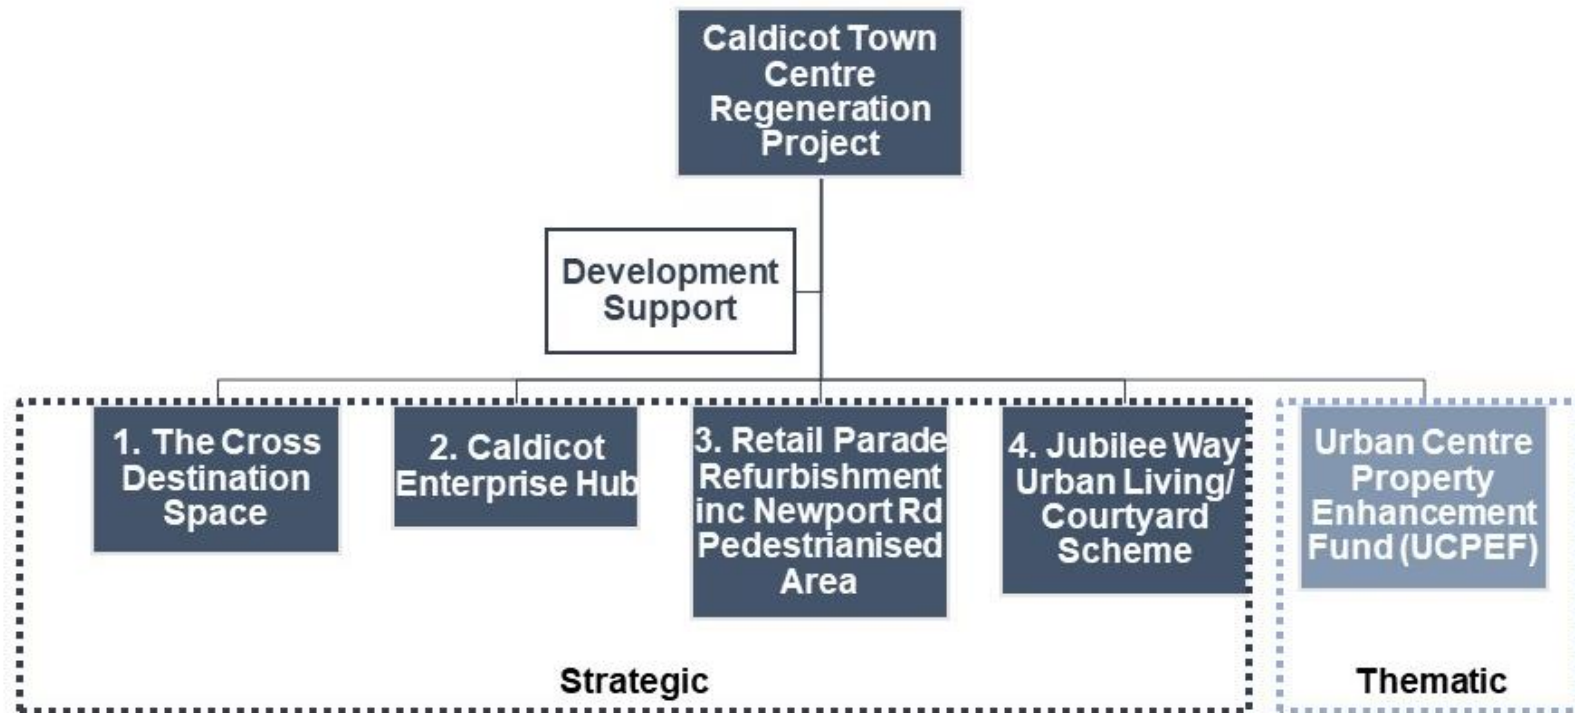 Caldicot Town
Centre
Regeneration
Project
Development
Support
1. The Cross
Destination
Space
2. Caldicot
Enterprise Hub
3. Retail Parade
Refurbishment
inc Newport Rd
Pedestrianised
Area
4. Jubilee Way
Urban Living/
Courtyard
Scheme
Urban Centre
Property
Enhancement
Fund (UCPEF)
Strategic
Thematic